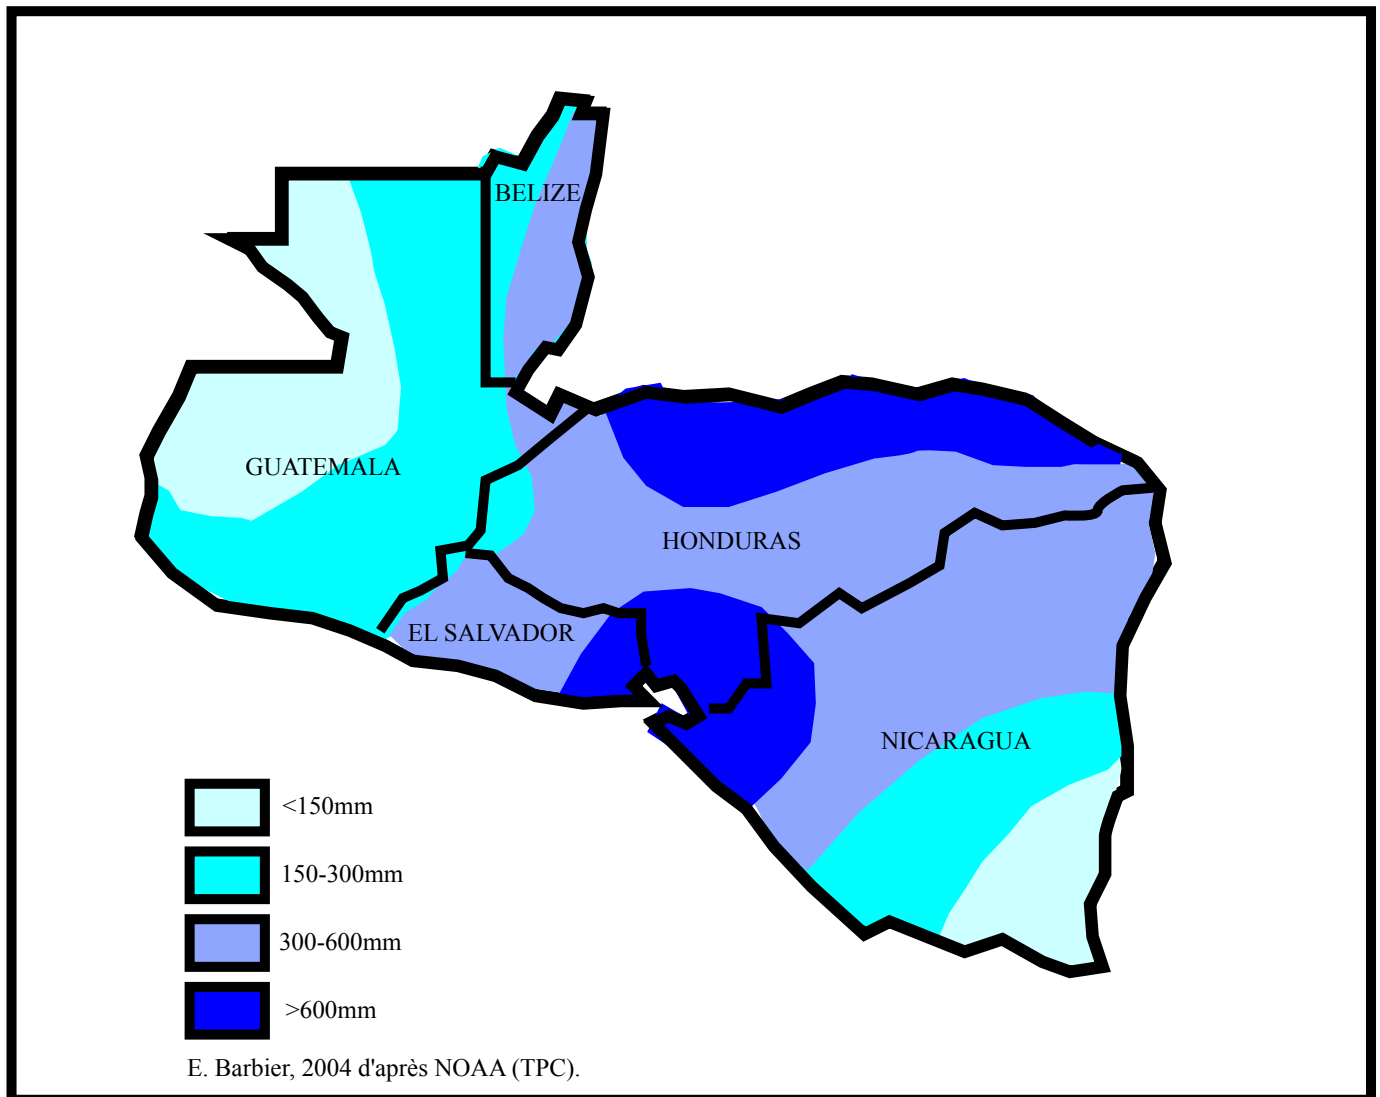 BELIZE
GUATEMALA
HONDURAS
EL SALVADOR
NICARAGUA
<150mm
150-300mm
300-600mm
>600mm
E. Barbier, 2004 d'après NOAA (TPC).